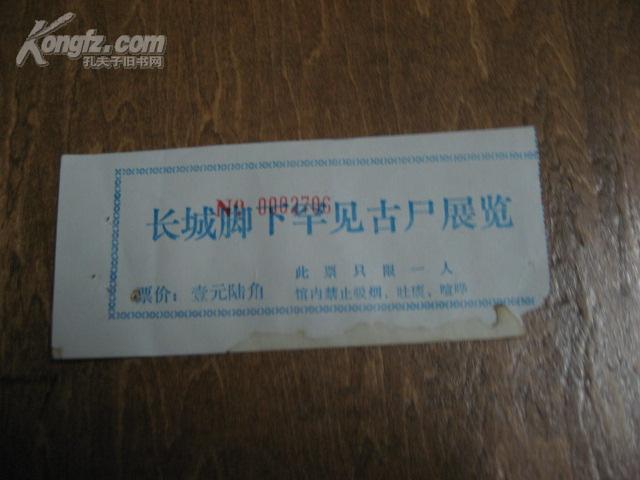 Kongfz.com
孔夫子旧书网
No 0002706
长城脚下罕见古尸展览
此票只限一人
票价：壹元陆角
馆内禁止吸烟、吐痰、喧哗